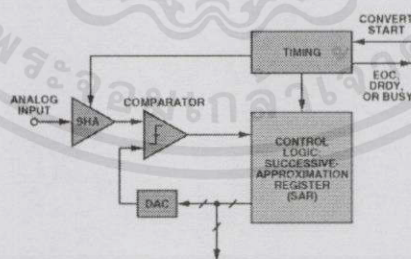 CONVERT
START
TIMING
EOC,
DRDY,
OR BUSY
ANALOG
INPUT
SHA
COMPARATOR
CONTROL
LOGIC:
SUCCESSIVE-
APPROXIMATION
REGISTER
(SAR)
DAC